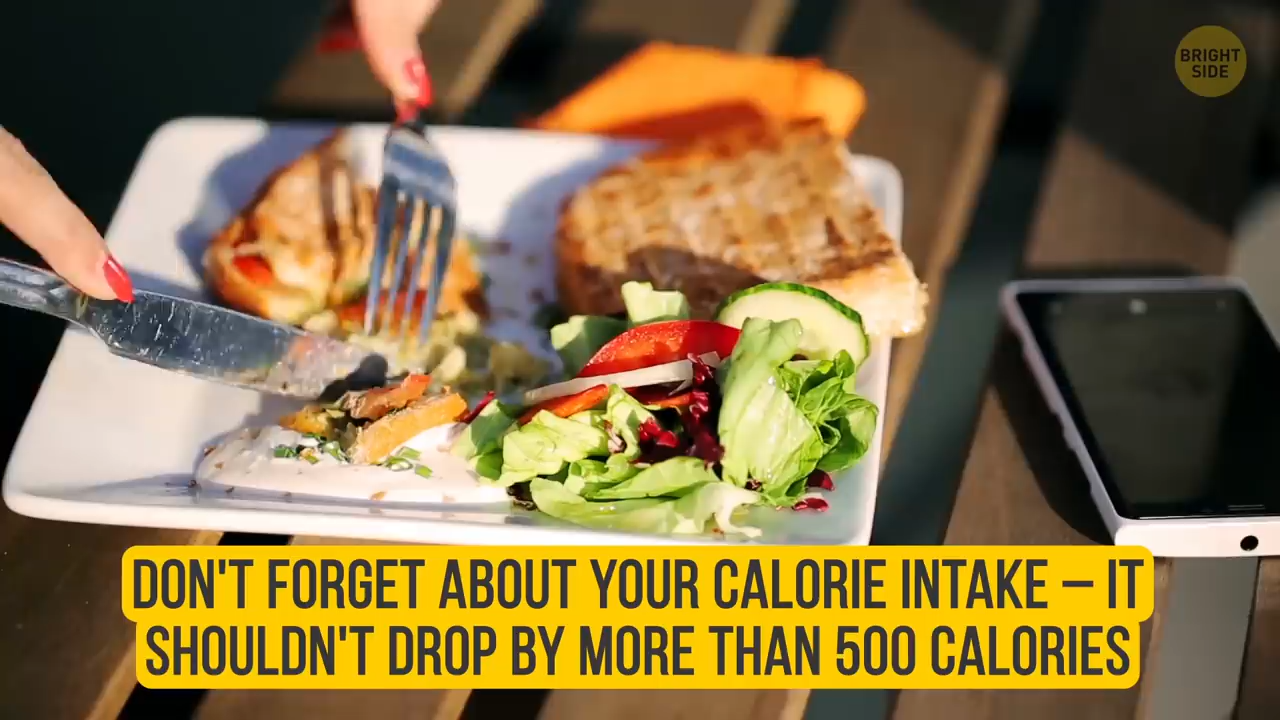 BRIGHT
SIDE
DON'T FORGET ABOUT YOUR CALORIE INTAKE – IT
SHOULDN'T DROP BY MORE THAN 500 CALORIES